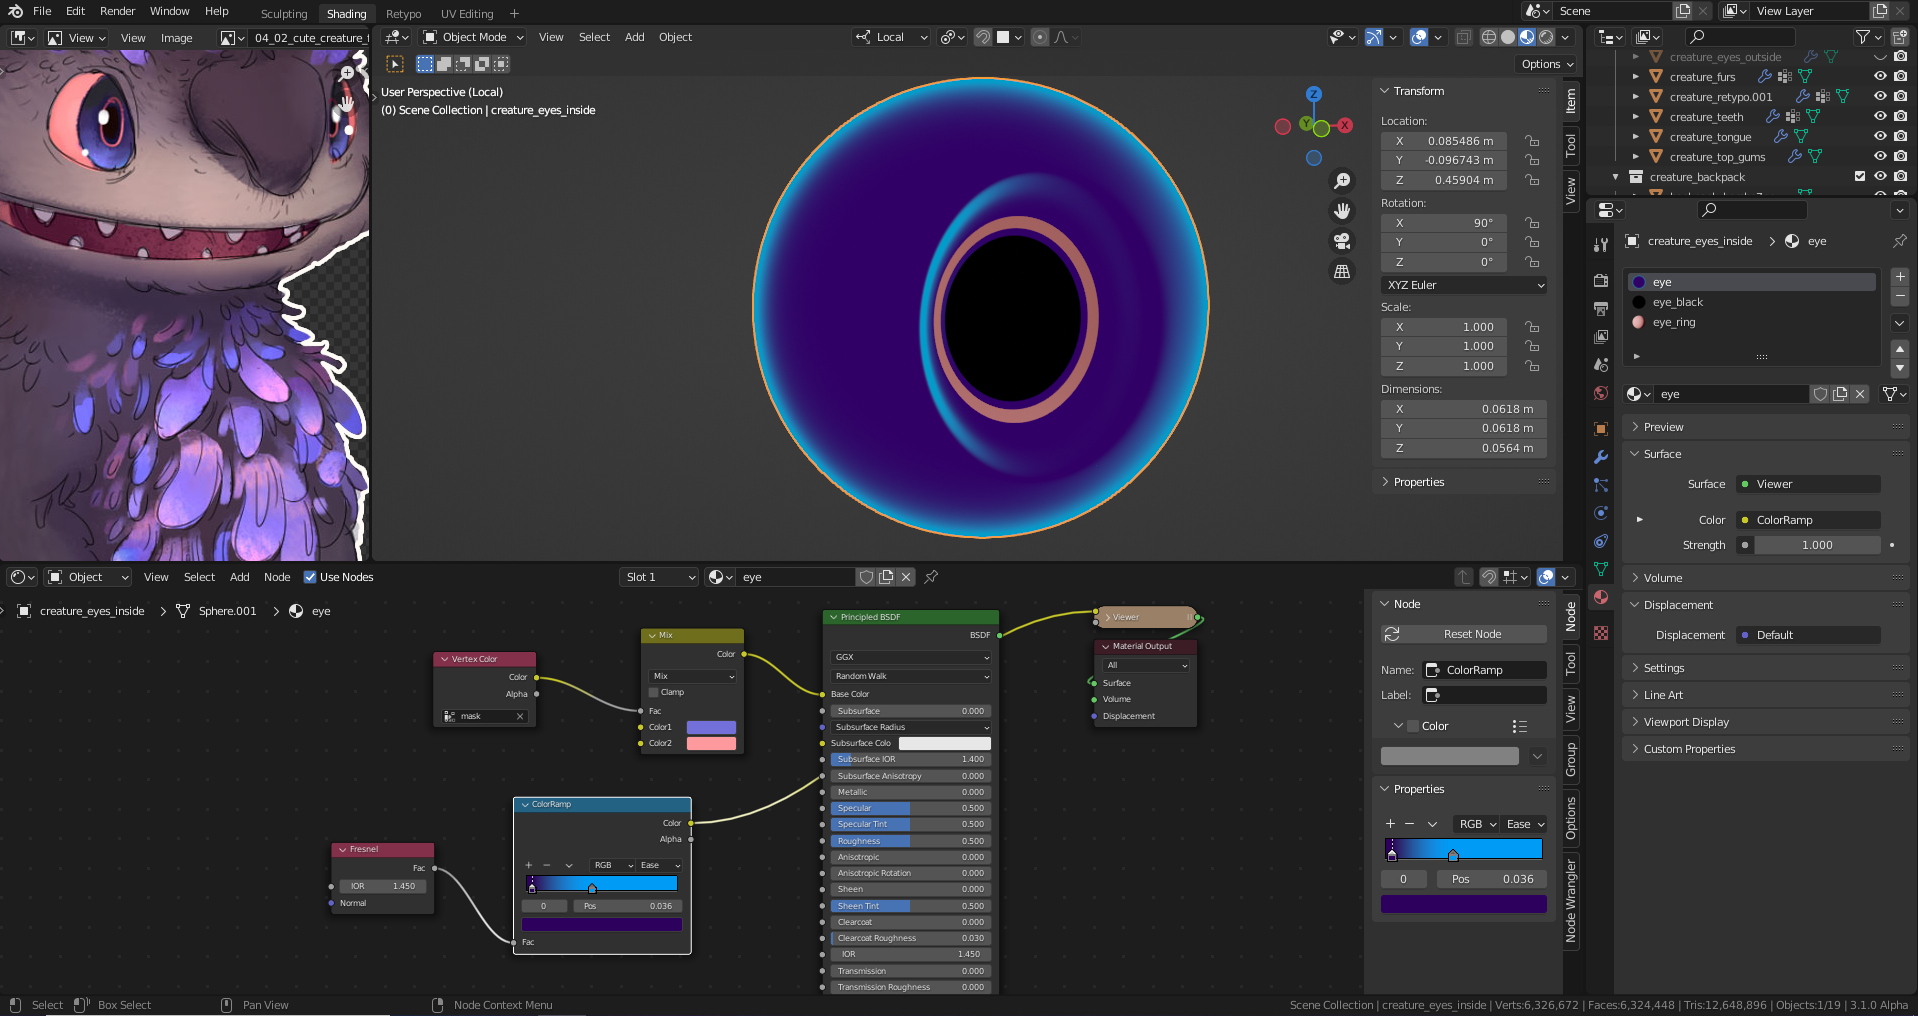 File Edit Render Window Help Sculpting Shading Retypo UV Editing + Scene View Layer
View View Image 04_02_cute_creature_f
Object Mode View Select Add Object Local
Options
User Perspective (Local)
(0) Scene Collection | creature_eyes_inside
Z
Y
X
Transform
Location:
X 0.085486 m
Y -0.096743 m
Z 0.45904 m
Rotation:
X 90°
Y 0°
Z 0°
XYZ Euler
Scale:
X 1.000
Y 1.000
Z 1.000
Dimensions:
X 0.0618 m
Y 0.0618 m
Z 0.0564 m
Properties
Item
Tool
View
creature_eyes_outside
creature_furs
creature_retypo.001
creature_teeth
creature_tongue
creature_top_gums
creature_backpack
creature_eyes_inside > eye
eye
eye_black
eye_ring
eye
Preview
Surface
Surface Viewer
Color ColorRamp
Strength 1.000
Volume
Displacement
Displacement Default
Settings
Line Art
Viewport Display
Custom Properties
Object View Select Add Node Use Nodes Slot 1 eye
creature_eyes_inside > Sphere.001 > eye
Vertex Color
Color
Alpha
mask
Mix
Color
Mix
Clamp
Fac
Color1
Color2
Fresnel
Fac
IOR 1.450
Normal
ColorRamp
Color
Alpha
+ − RGB Ease
0 Pos 0.036
Fac
Principled BSDF
BSDF
GGX
Random Walk
Base Color
Subsurface 0.000
Subsurface Radius
Subsurface Colo
Subsurface IOR 1.400
Subsurface Anisotropy 0.000
Metallic 0.000
Specular 0.500
Specular Tint 0.500
Roughness 0.500
Anisotropic 0.000
Anisotropic Rotation 0.000
Sheen 0.000
Sheen Tint 0.500
Clearcoat 0.000
Clearcoat Roughness 0.030
IOR 1.450
Transmission 0.000
Transmission Roughness 0.000
Viewer
Material Output
All
Surface
Volume
Displacement
Node
Reset Node
Name: ColorRamp
Label:
Color
Properties
+ − RGB Ease
0 Pos 0.036
Node
Tool
View
Group
Options
Node Wrangler
Select Box Select Pan View Node Context Menu Scene Collection | creature_eyes_inside | Verts:6,326,672 | Faces:6,324,448 | Tris:12,648,896 | Objects:1/19 | 3.1.0 Alpha